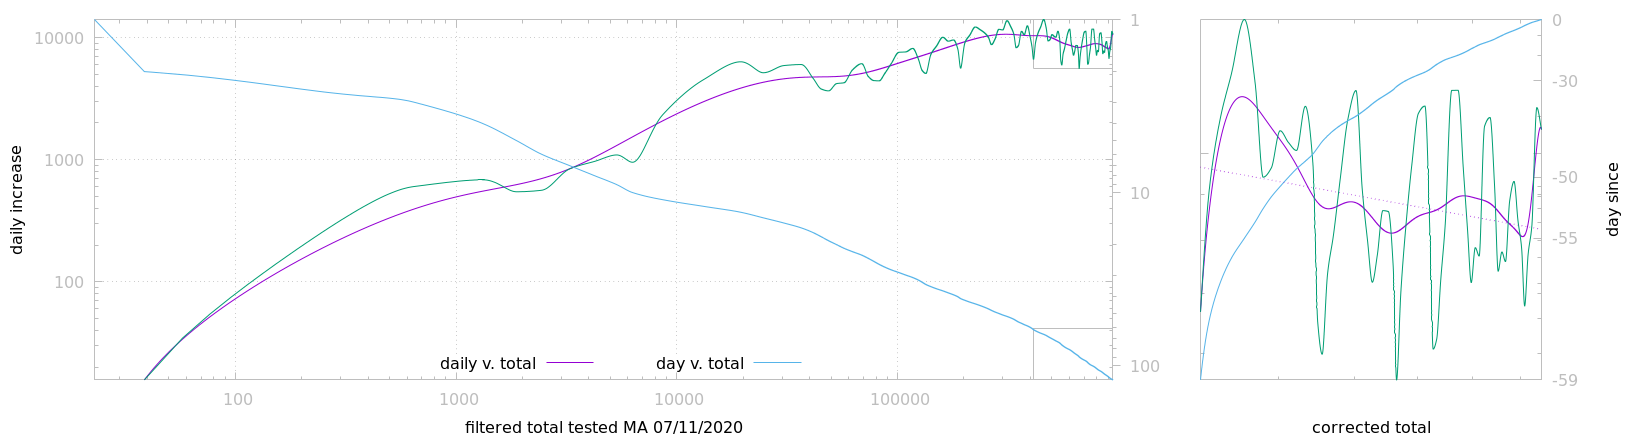 10000
1000
100
daily increase
100
1000
10000
100000
filtered total tested MA 07/11/2020
daily v. total
day v. total
1
10
100
0
-30
-50
-55
-59
day since
corrected total